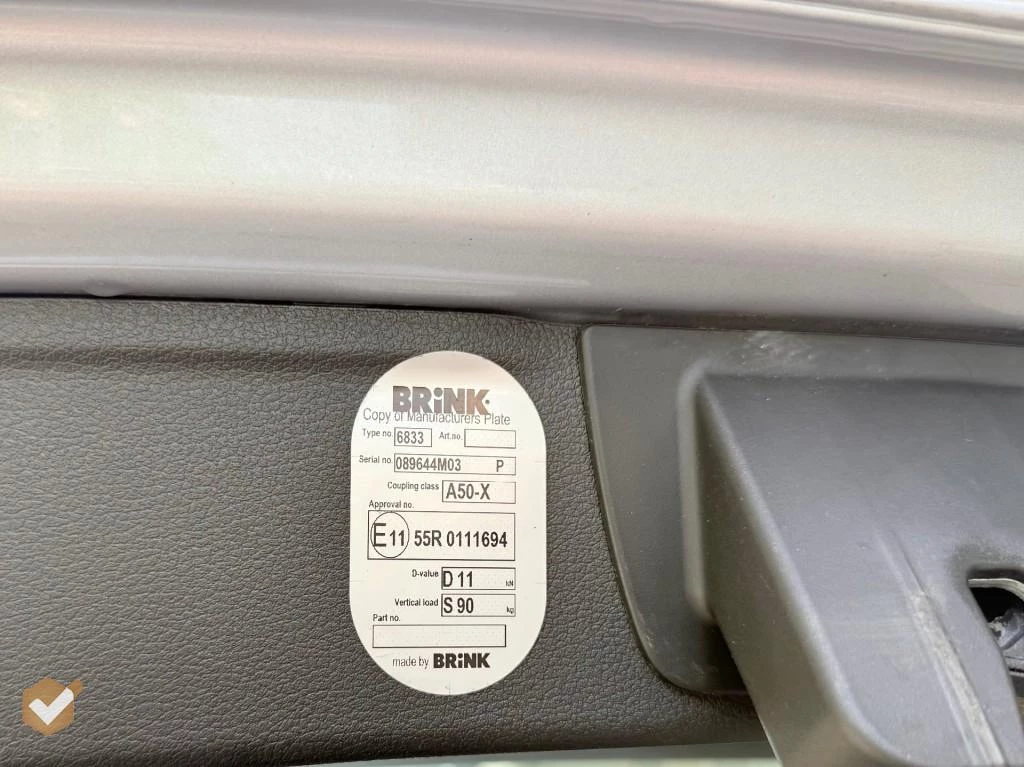 BRiNK
Copy of Manufacturers Plate
Type no. 6833 Art.no.
Serial no. 089644M03 P
Coupling class A50-X
Approval no.
E11 55R 0111694
D-value D 11 kN
Vertical load S 90 kg
Part no.
made by BRiNK